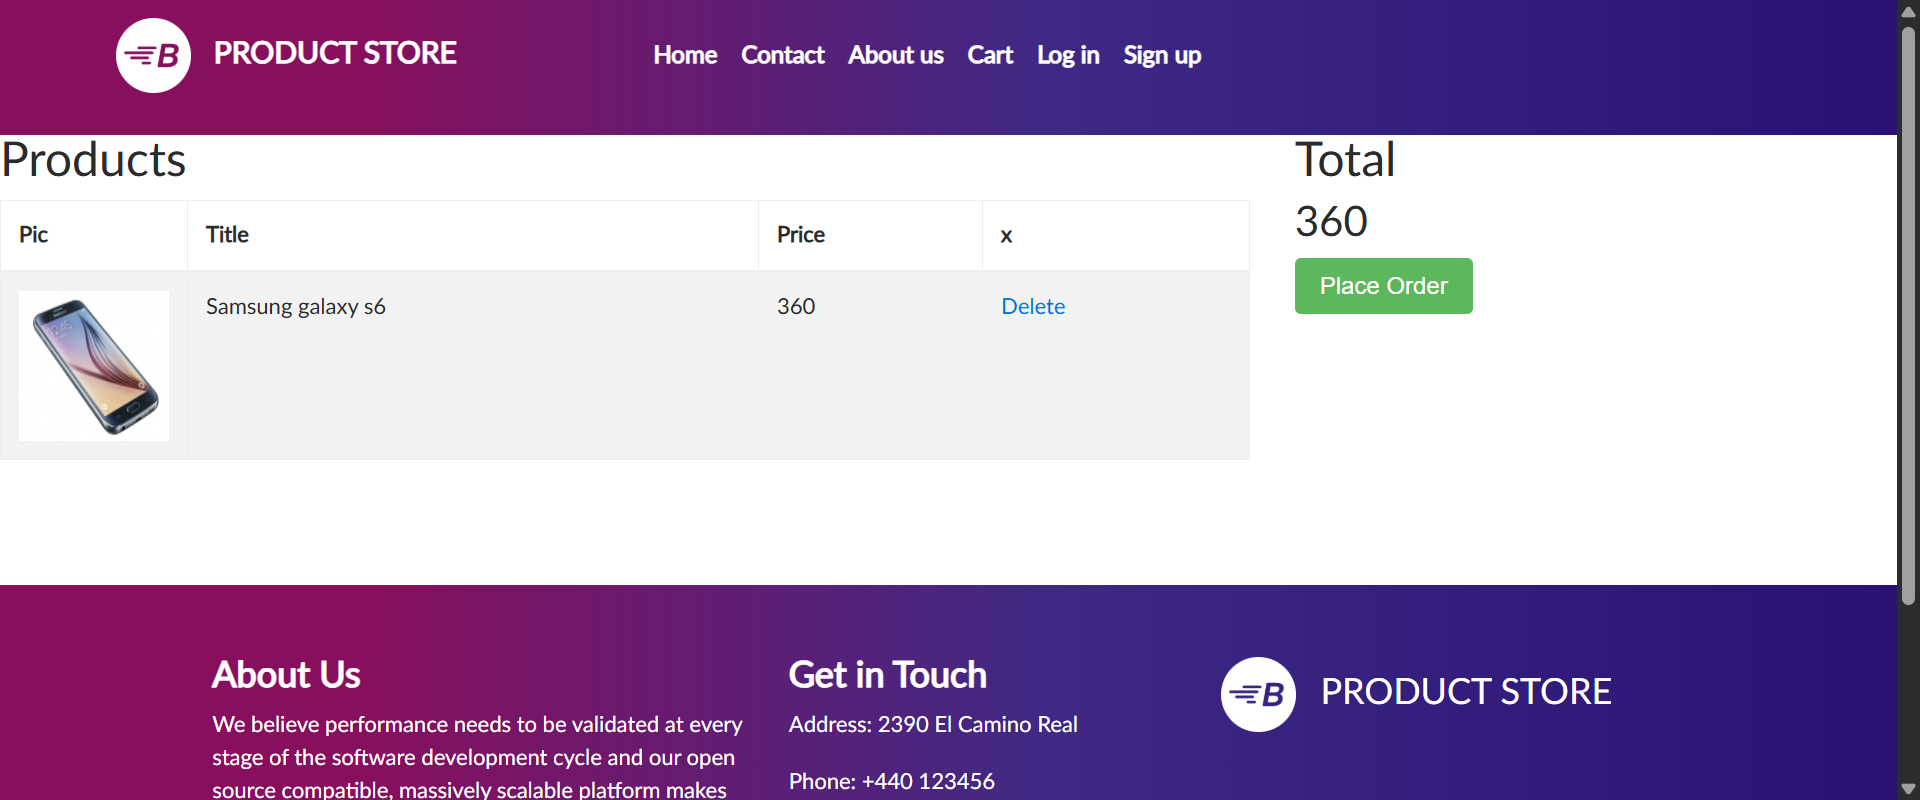 B PRODUCT STORE
Home Contact About us Cart Log in Sign up
Products
Pic Title Price x
Samsung galaxy s6 360 Delete
Total
360
Place Order
About Us
We believe performance needs to be validated at every
stage of the software development cycle and our open
source compatible, massively scalable platform makes
Get in Touch
Address: 2390 El Camino Real
Phone: +440 123456
B PRODUCT STORE